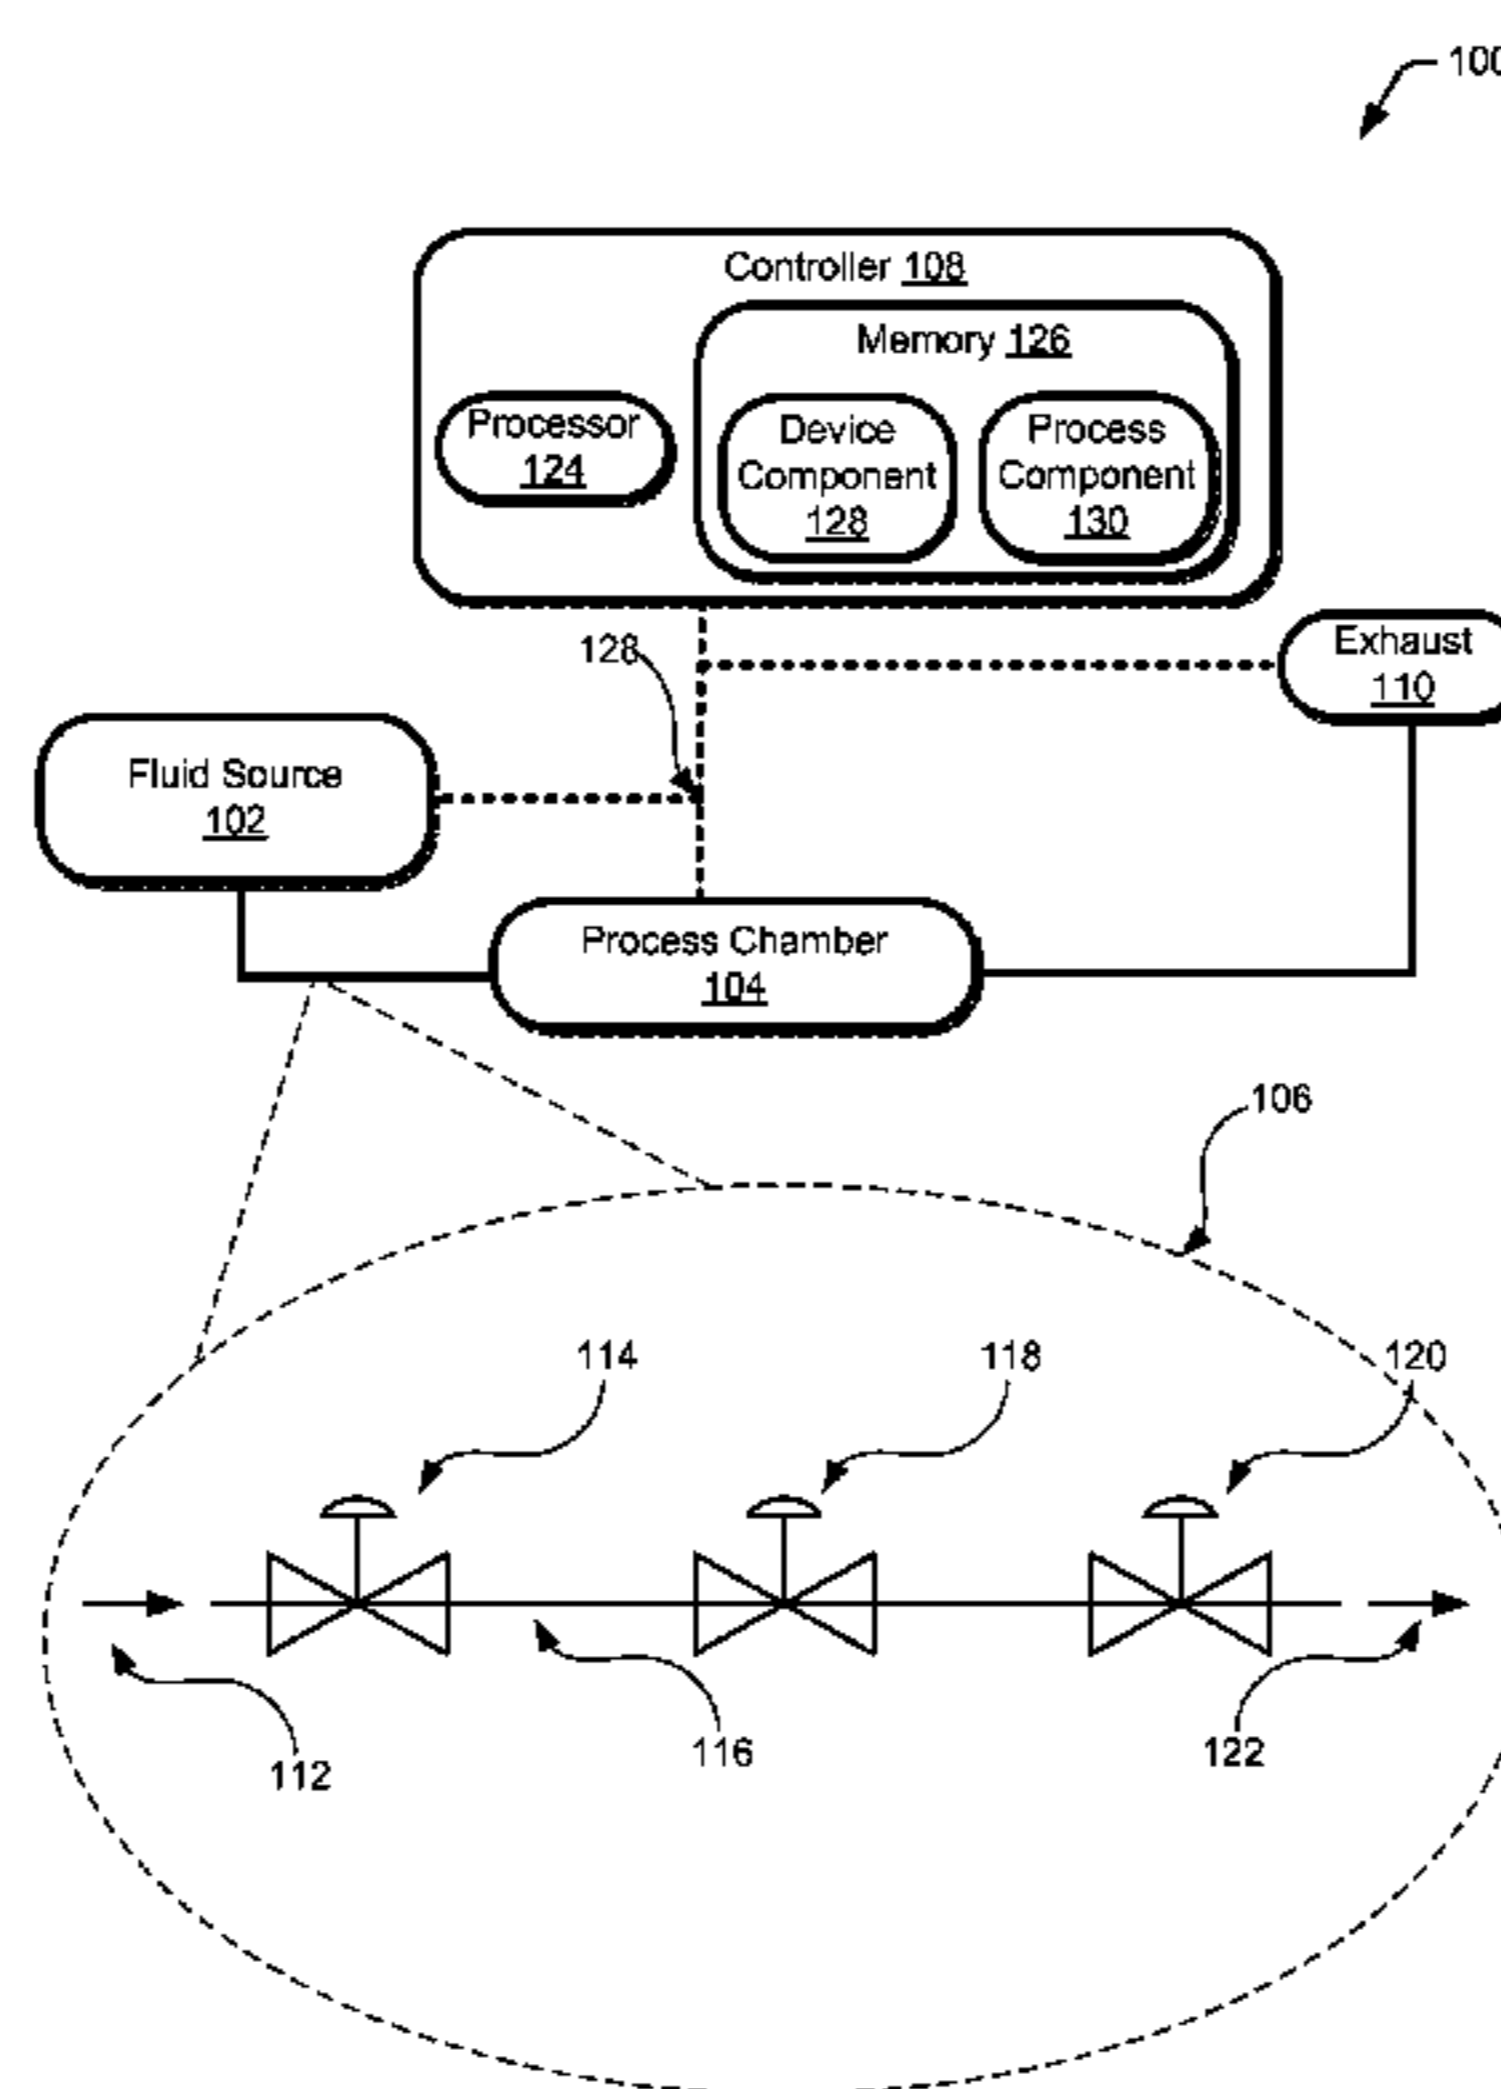 100
Controller 108
Memory 126
Processor
124
Device
Component
128
Process
Component
130
128
Exhaust
110
Fluid Source
102
Process Chamber
104
106
114
118
120
112
116
122